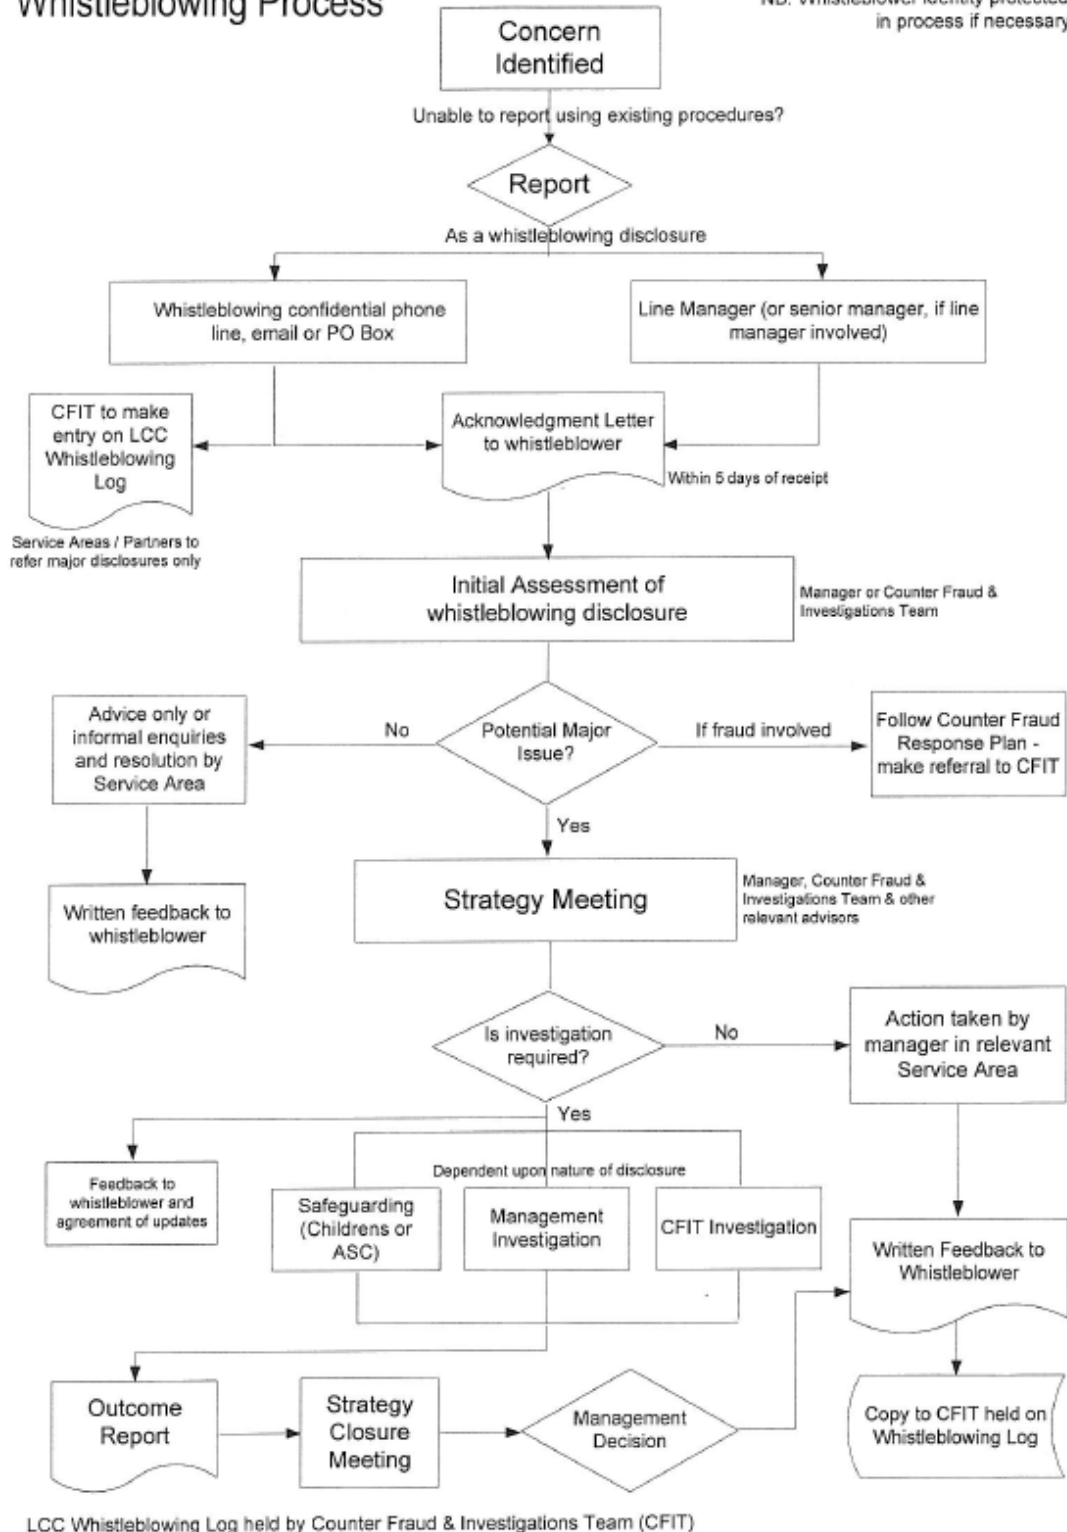 Whistleblowing Process
NB. Whistleblower identity protected
in process if necessary
Concern
Identified
Unable to report using existing procedures?
Report
As a whistleblowing disclosure
Whistleblowing confidential phone
line, email or PO Box
Line Manager (or senior manager, if line
manager involved)
CFIT to make
entry on LCC
Whistleblowing
Log
Acknowledgment Letter
to whistleblower
Within 5 days of receipt
Service Areas / Partners to
refer major disclosures only
Initial Assessment of
whistleblowing disclosure
Manager or Counter Fraud &
Investigations Team
Advice only or
informal enquiries
and resolution by
Service Area
No
Potential Major
Issue?
If fraud involved
Follow Counter Fraud
Response Plan -
make referral to CFIT
Yes
Written feedback to
whistleblower
Strategy Meeting
Manager, Counter Fraud &
Investigations Team & other
relevant advisors
Is investigation
required?
No
Action taken by
manager in relevant
Service Area
Yes
Dependent upon nature of disclosure
Feedback to
whistleblower and
agreement of updates
Safeguarding
(Childrens or
ASC)
Management
Investigation
CFIT Investigation
Written Feedback to
Whistleblower
Outcome
Report
Strategy
Closure
Meeting
Management
Decision
Copy to CFIT held on
Whistleblowing Log
LCC Whistleblowing Log held by Counter Fraud & Investigations Team (CFIT)